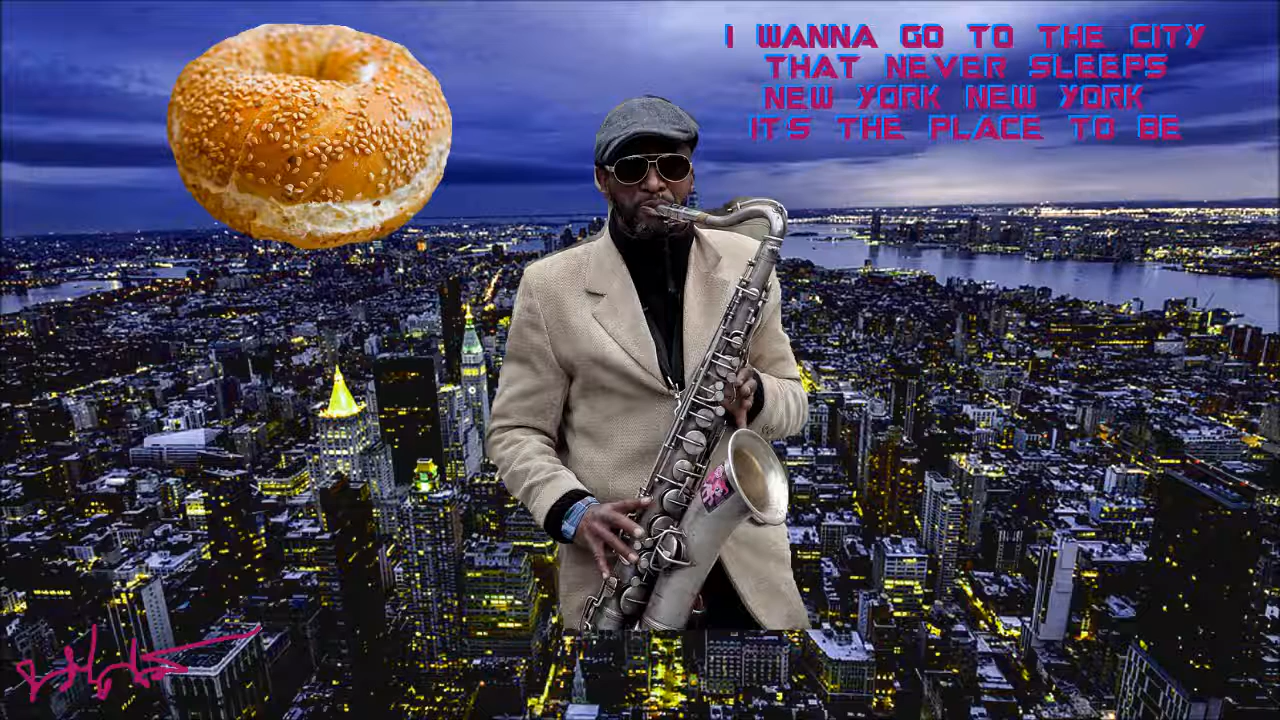 I WANNA GO TO THE CITY
THAT NEVER SLEEPS
NEW YORK NEW YORK
IT'S THE PLACE TO BE